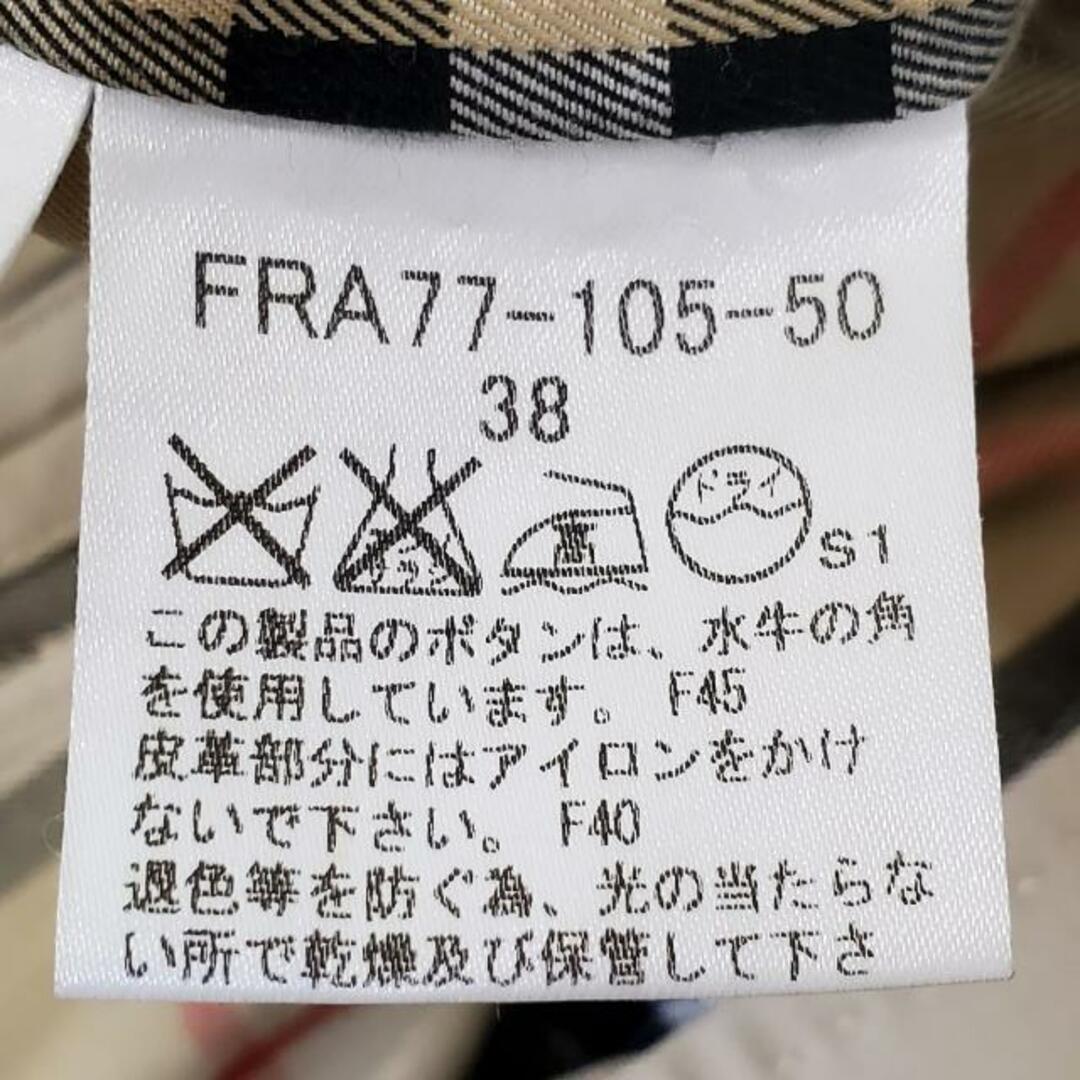 FRA77-105-50
38
ドライ
S1
この製品のボタンは、水牛の角
を使用しています。 F45
皮革部分にはアイロンをかけ
ないで下さい。 F40
退色等を防ぐ為、光の当たらな
い所で乾燥及び保管して下さ